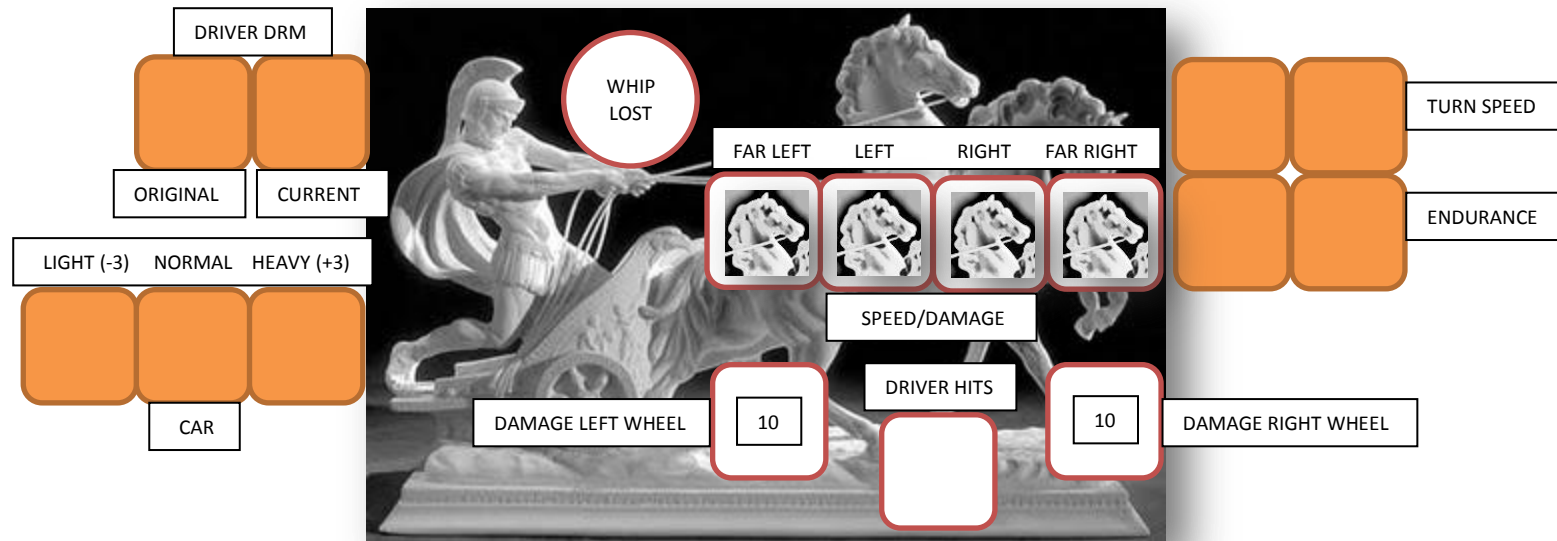 DRIVER DRM
WHIP
LOST
TURN SPEED
FAR LEFT LEFT RIGHT FAR RIGHT
ORIGINAL CURRENT
ENDURANCE
LIGHT (-3) NORMAL HEAVY (+3)
SPEED/DAMAGE
DRIVER HITS
DAMAGE LEFT WHEEL 10
10 DAMAGE RIGHT WHEEL
CAR